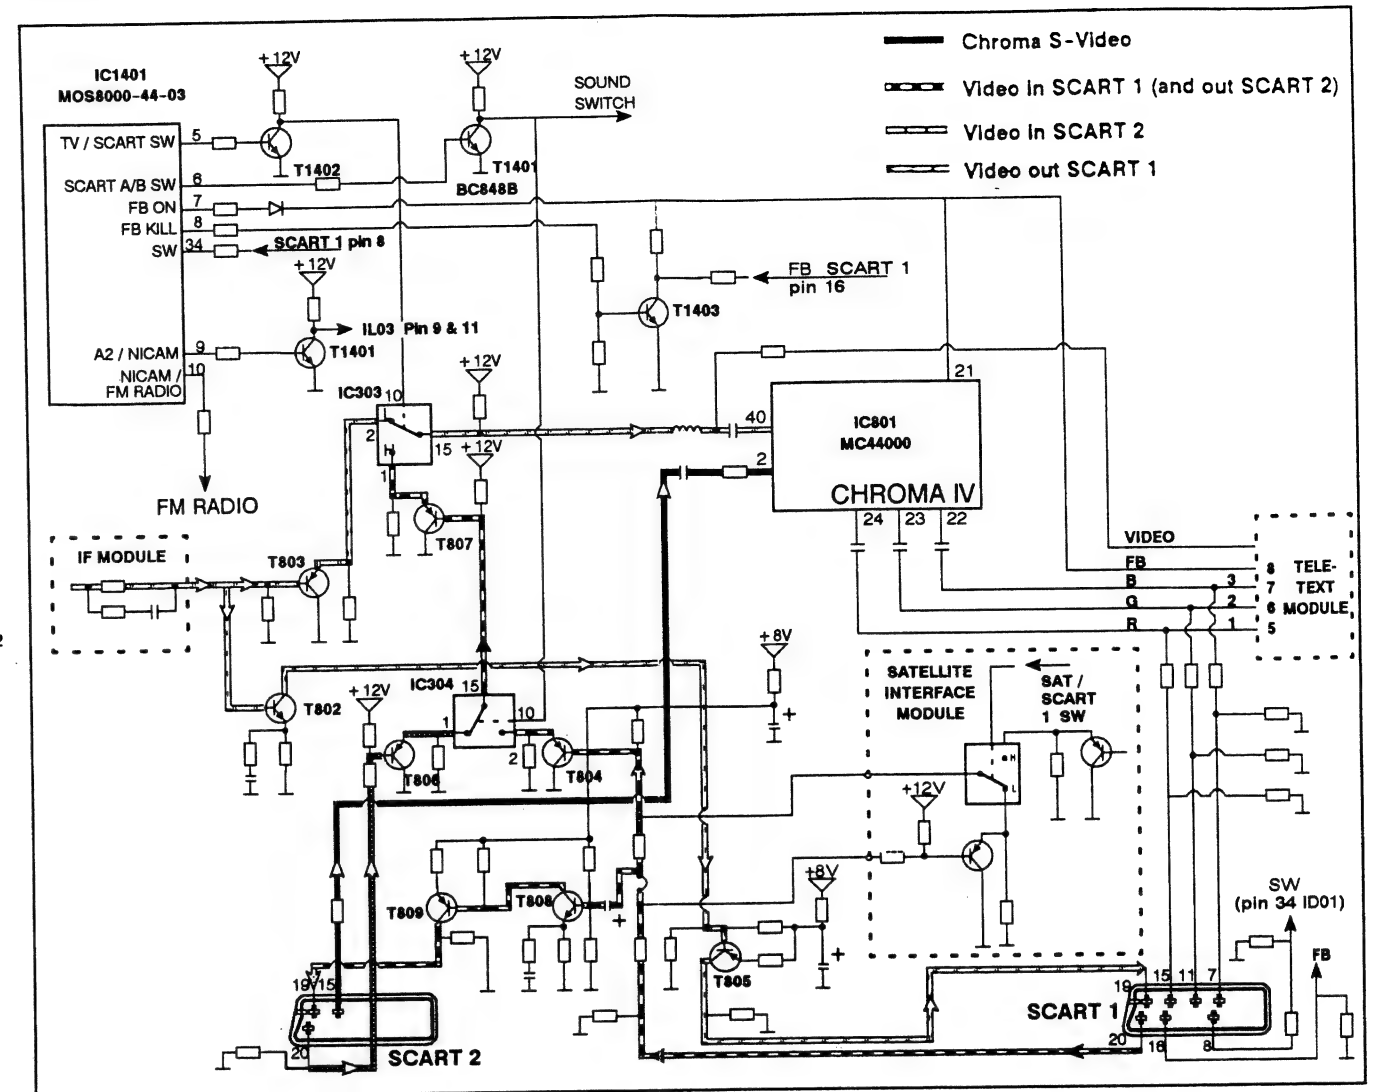 Chroma S-Video
Video in SCART 1 (and out SCART 2)
Video in SCART 2
Video out SCART 1
IC1401
MOS8000-44-03
+12V
+12V
SOUND
SWITCH
TV / SCART SW
5
T1402
T1401
BC848B
SCART A/B SW
6
FB ON
7
FB KILL
8
SW
34
SCART 1 pin 8
+12V
FB SCART 1
pin 16
T1403
IL03 Pin 9 & 11
T1401
A2 / NICAM
9
NICAM /
FM RADIO
10
+12V
IC303
10
2
15
H
1
+12V
21
40
IC801
MC44000
2
CHROMA IV
24
23
22
FM RADIO
T807
IF MODULE
T803
VIDEO
FB
B
G
R
3
2
1
8
7
6
5
TELE-
TEXT
MODULE
+8V
SATELLITE
INTERFACE
MODULE
SAT /
SCART
1 SW
H
L
+12V
T802
+12V
IC304
15
1
10
2
T806
T804
+
+8V
T809
T808
+
+
T805
SW
(pin 34 ID01)
FB
19
15
20
SCART 2
SCART 1
19
15
11
7
20
16
8
2